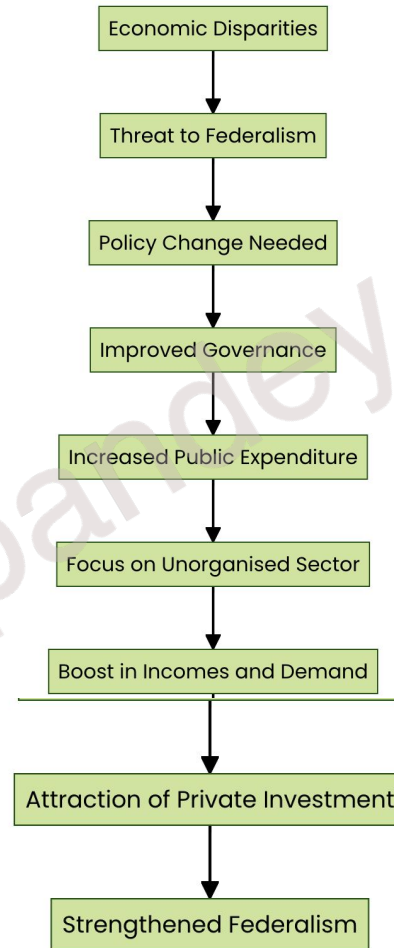 Economic Disparities
Threat to Federalism
Policy Change Needed
Improved Governance
Increased Public Expenditure
Focus on Unorganised Sector
Boost in Incomes and Demand
Attraction of Private Investment
Strengthened Federalism
pandey